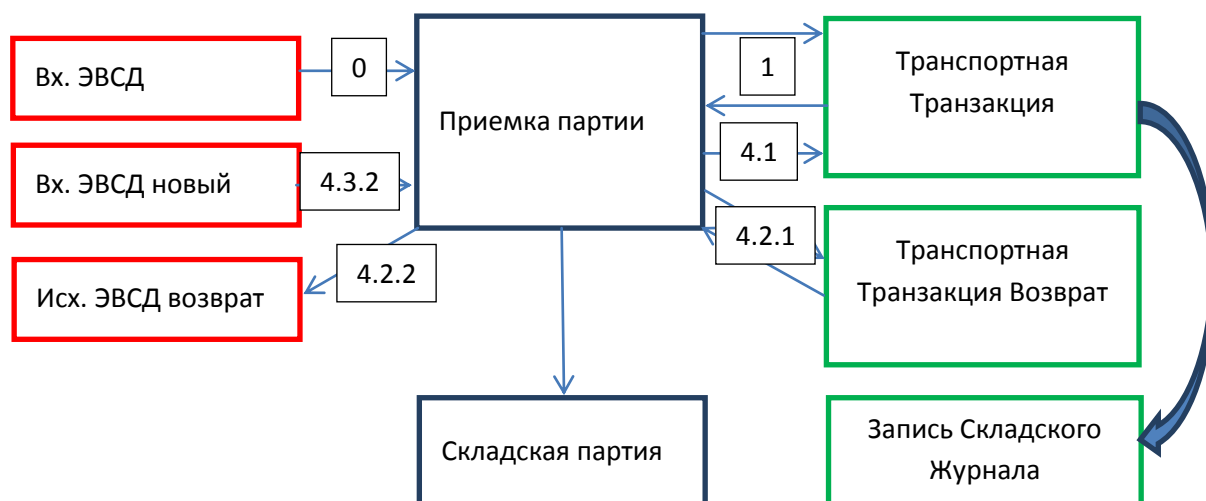 Вх. ЭВСД
0
Приемка партии
1
Транспортная
Транзакция
4.1
Вх. ЭВСД новый
4.3.2
4.2.1
Транспортная
Транзакция Возврат
Исх. ЭВСД возврат
4.2.2
Складская партия
Запись Складского
Журнала